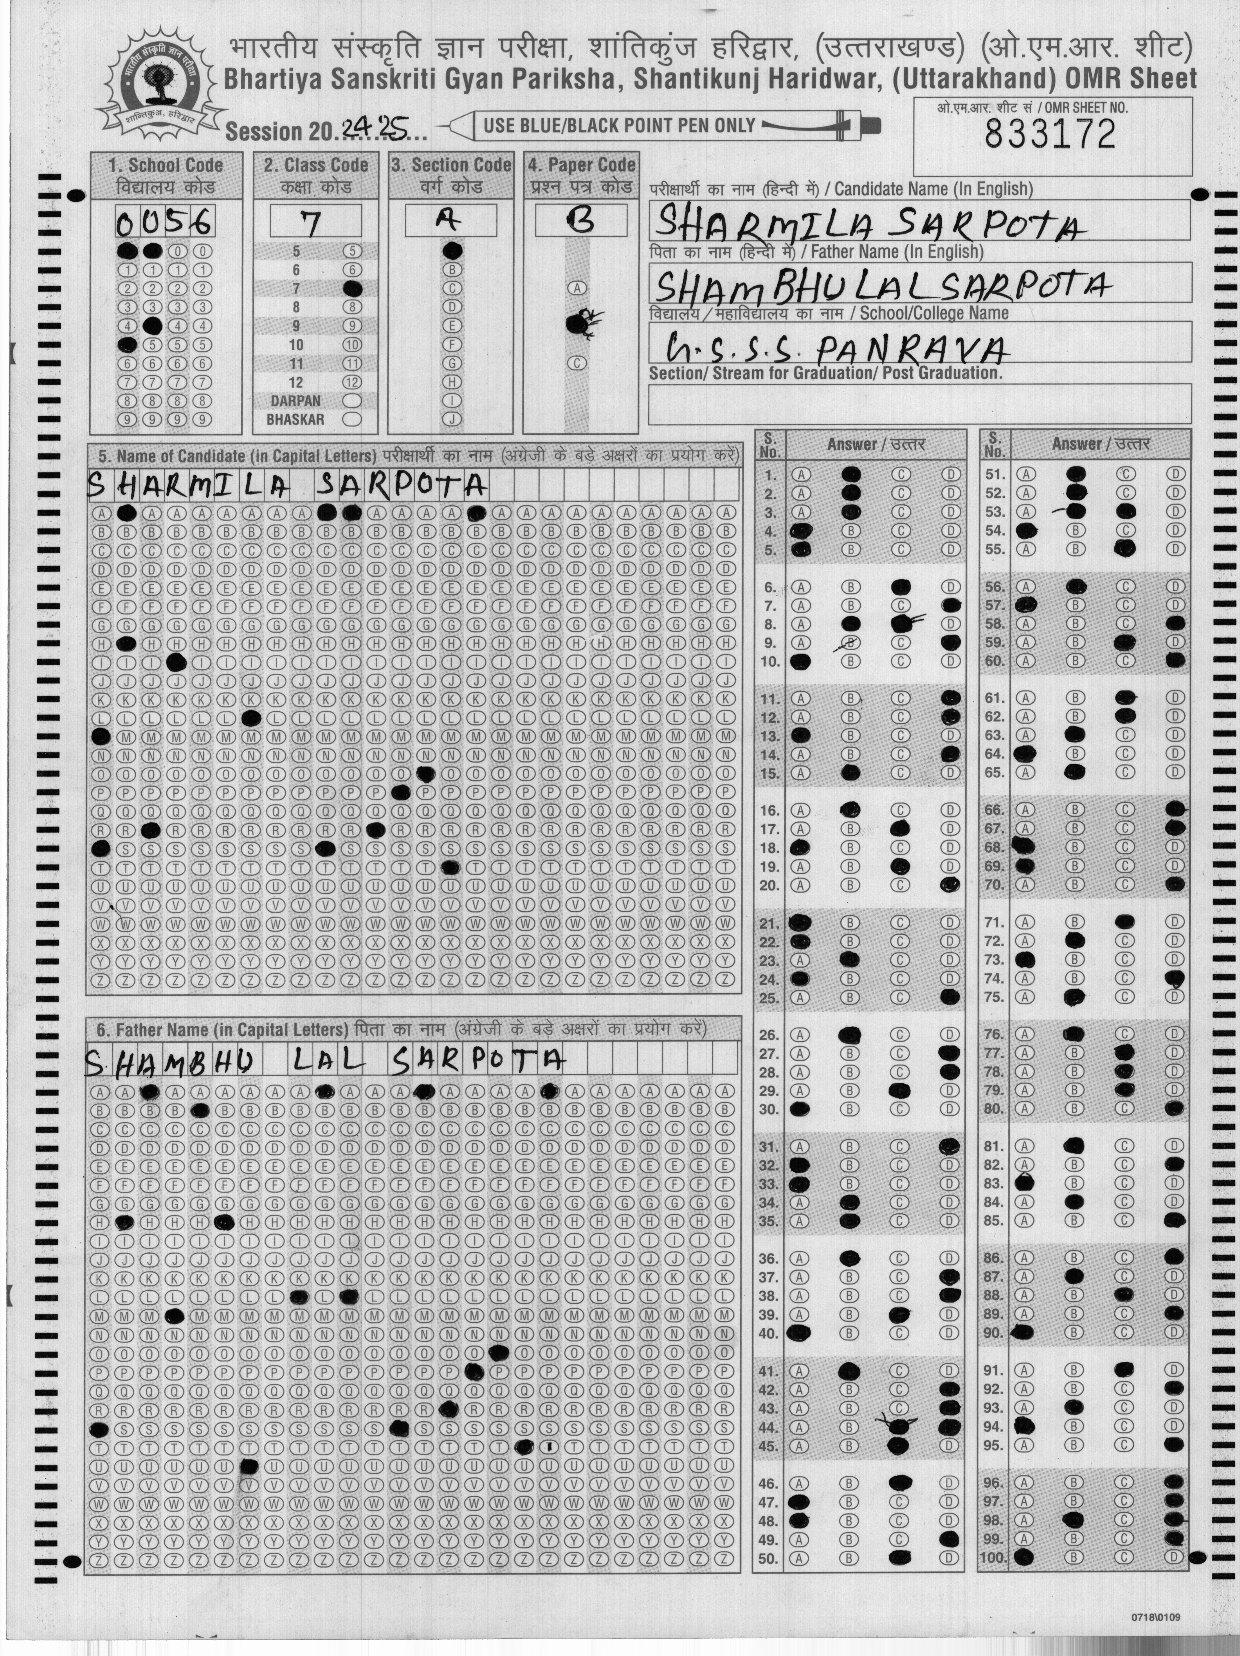 भारतीय संस्कृति ज्ञान परीक्षा, शांतिकुंज हरिद्वार, (उत्तराखण्ड) (ओ.एम.आर. शीट)
Bhartiya Sanskriti Gyan Pariksha, Shantikunj Haridwar, (Uttarakhand) OMR Sheet
Session 20.24.25...
USE BLUE/BLACK POINT PEN ONLY
ओ.एम.आर. शीट सं / OMR SHEET NO.
833172
1. School Code
विद्यालय कोड
0056
2. Class Code
कक्षा कोड
7
5
6
7
8
9
10
11
12
DARPAN
BHASKAR
3. Section Code
वर्ग कोड
A
4. Paper Code
प्रश्न पत्र कोड
B
परीक्षार्थी का नाम (हिन्दी में) / Candidate Name (In English)
SHARMILA SARPOTA
पिता का नाम (हिन्दी में) / Father Name (In English)
SHAMBHU LAL SARPOTA
विद्यालय / महाविद्यालय का नाम / School/College Name
G.S.S.S. PANRAVA
Section/ Stream for Graduation/ Post Graduation.
5. Name of Candidate (in Capital Letters) परीक्षार्थी का नाम (अंग्रेजी के बड़े अक्षरों का प्रयोग करें)
SHARMILA SARPOTA
6. Father Name (in Capital Letters) पिता का नाम (अंग्रेजी के बड़े अक्षरों का प्रयोग करें)
SHAMBHU LAL SARPOTA
S. No. Answer / उत्तर
S. No. Answer / उत्तर
0718\0109